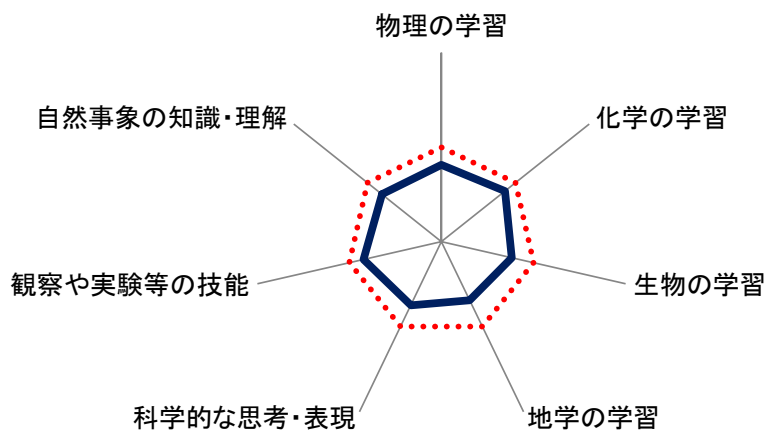 物理の学習
化学の学習
生物の学習
地学の学習
科学的な思考・表現
観察や実験等の技能
自然事象の知識・理解